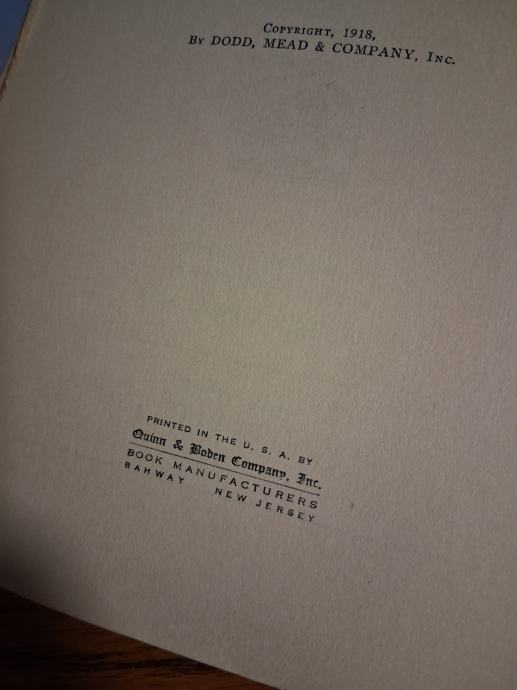 Copyright, 1918,
By DODD, MEAD & COMPANY, Inc.
PRINTED IN THE U. S. A. BY
Quinn & Boden Company, Inc.
BOOK MANUFACTURERS
RAHWAY NEW JERSEY